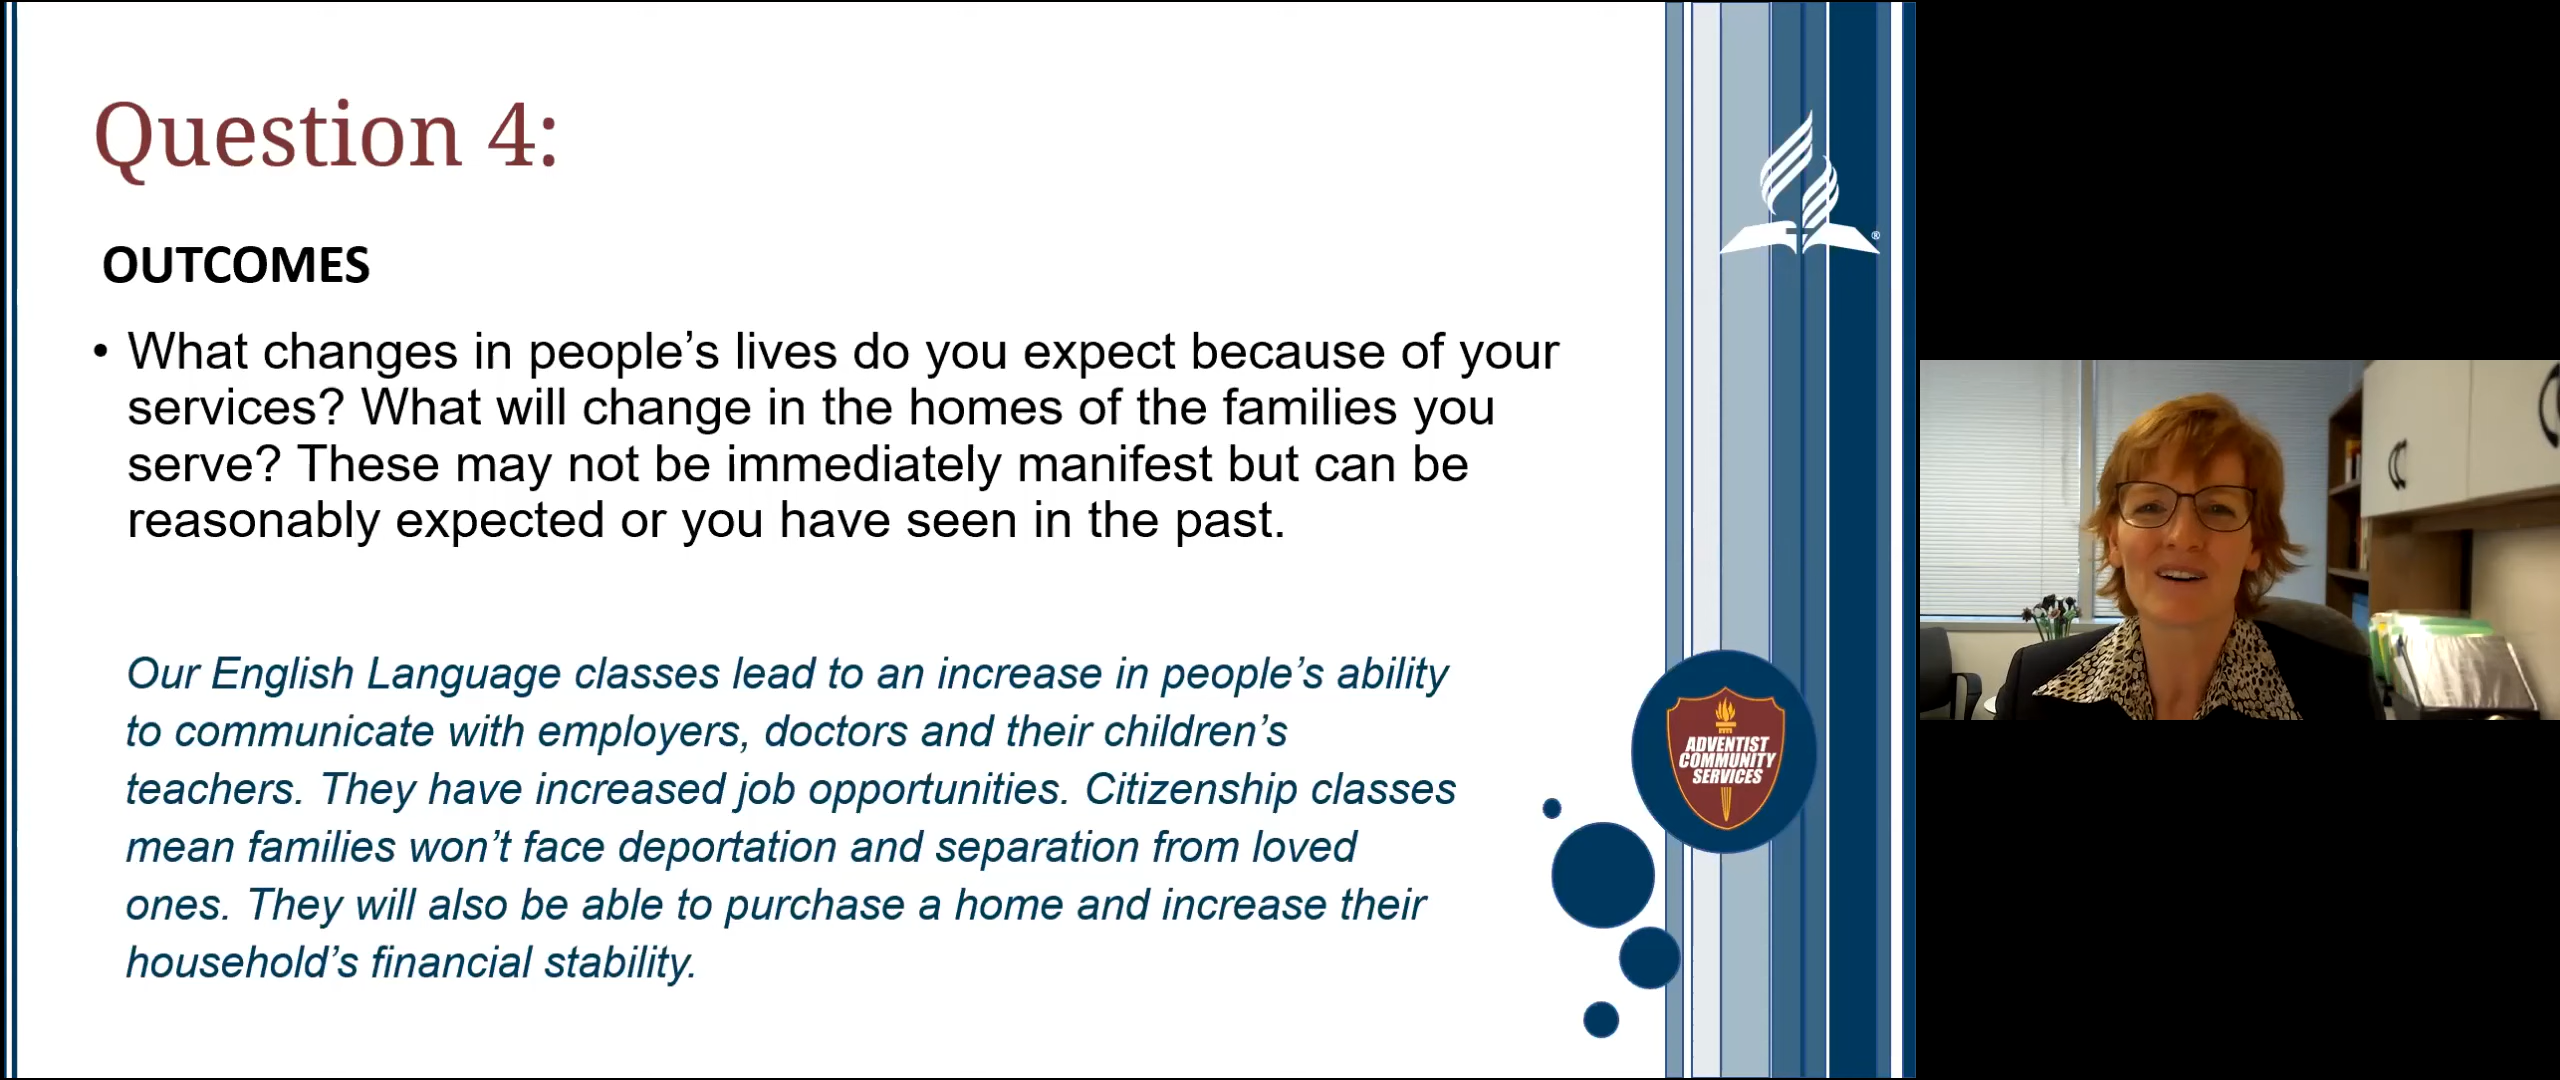 Question 4:
OUTCOMES
• What changes in people’s lives do you expect because of your
services? What will change in the homes of the families you
serve? These may not be immediately manifest but can be
reasonably expected or you have seen in the past.
Our English Language classes lead to an increase in people’s ability
to communicate with employers, doctors and their children’s
teachers. They have increased job opportunities. Citizenship classes
mean families won’t face deportation and separation from loved
ones. They will also be able to purchase a home and increase their
household’s financial stability.
®
ADVENTIST
COMMUNITY
SERVICES